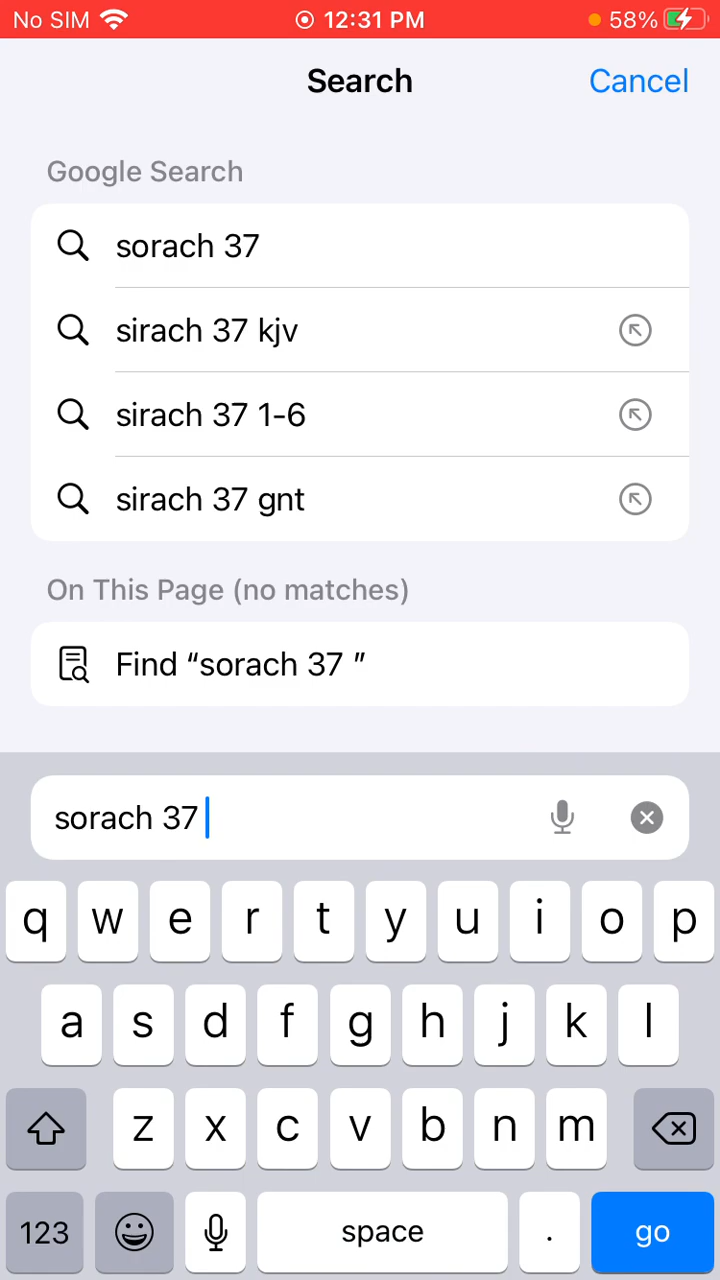 No SIM 12:31 PM 58%
Search Cancel
Google Search
sorach 37
sirach 37 kjv
sirach 37 1-6
sirach 37 gnt
On This Page (no matches)
Find “sorach 37 ”
sorach 37
q w e r t y u i o p
a s d f g h j k l
z x c v b n m
123 space . go